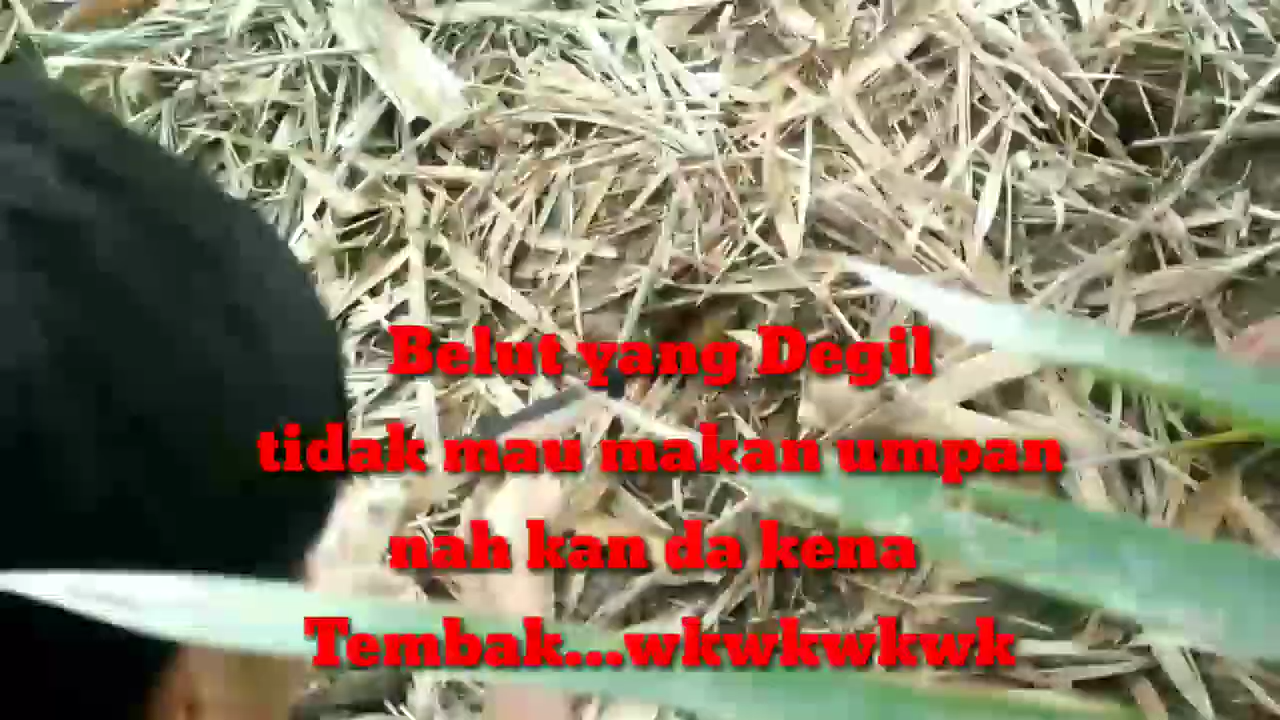 Belut yang Degil
tidak mau makan umpan
nah kan da kena
Tembak...wkwkwkwk